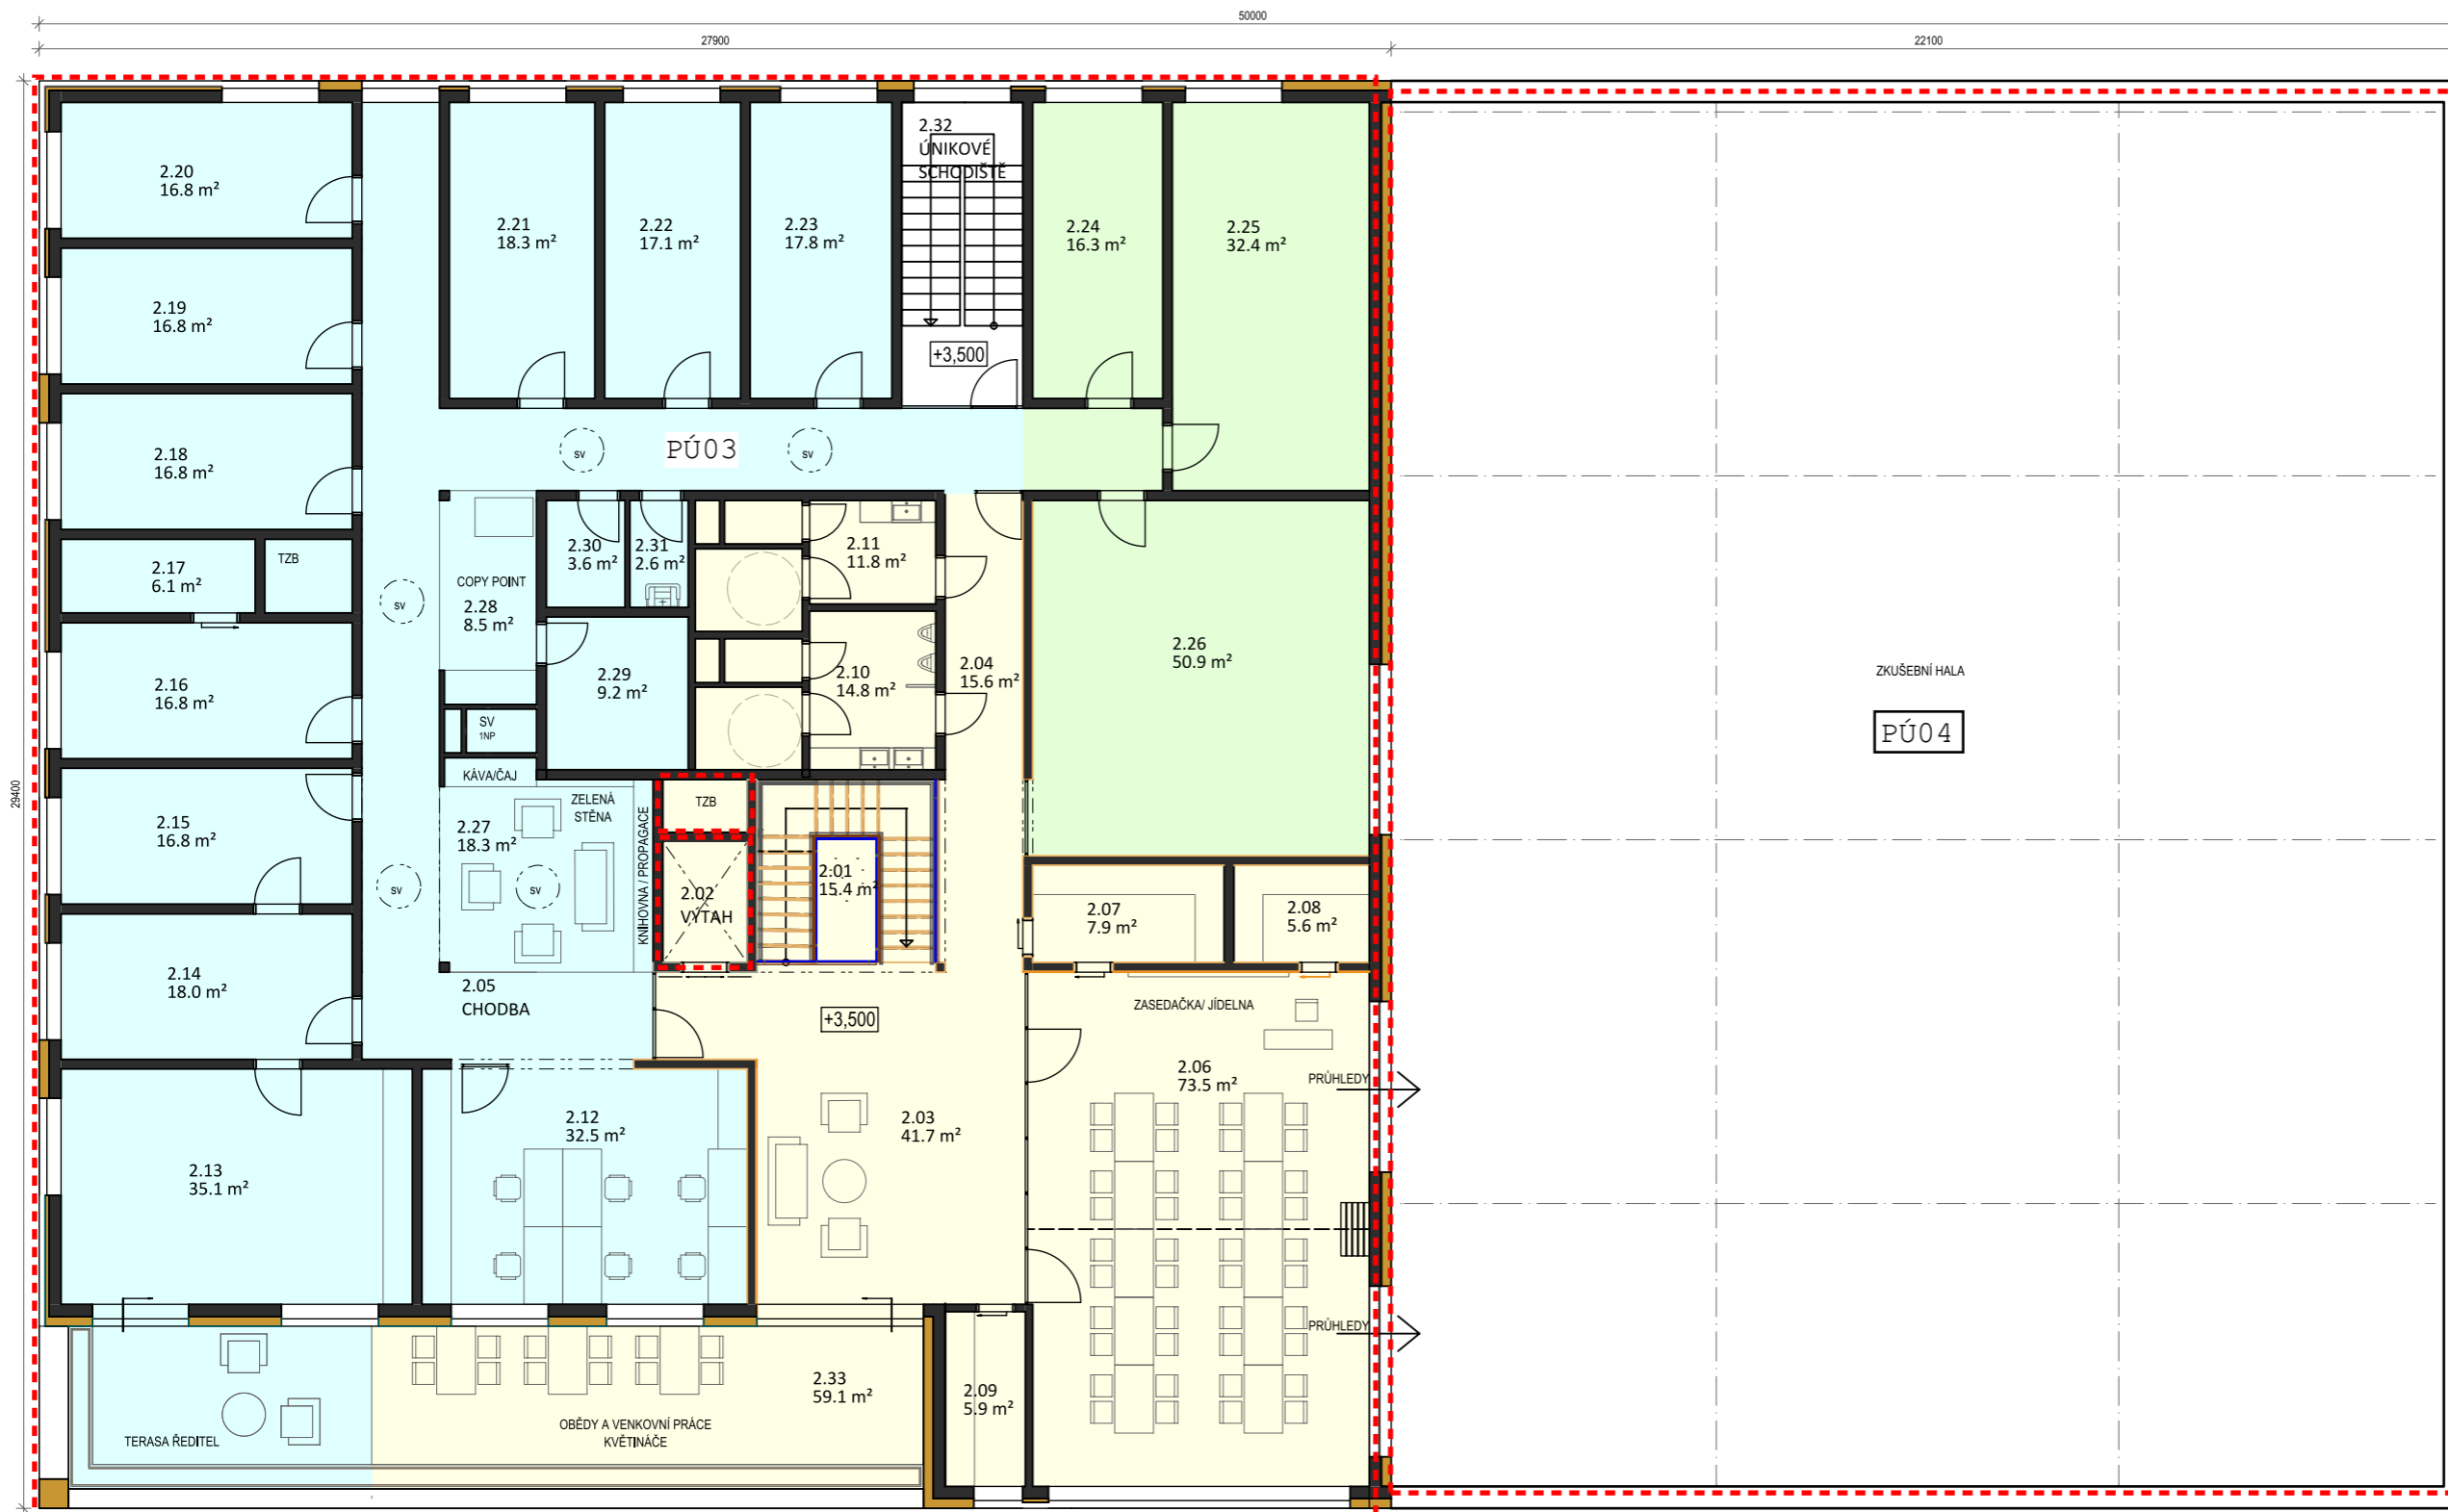 50000
27900
22100
29400
2.20
16.8 m²
2.21
18.3 m²
2.22
17.1 m²
2.23
17.8 m²
2.32
ÚNIKOVÉ
SCHODIŠTĚ
+3,500
2.24
16.3 m²
2.25
32.4 m²
2.19
16.8 m²
2.18
16.8 m²
sv
PÚ03
sv
2.17
6.1 m²
TZB
sv
COPY POINT
2.28
8.5 m²
2.30
3.6 m²
2.31
2.6 m²
2.11
11.8 m²
2.16
16.8 m²
2.29
9.2 m²
2.10
14.8 m²
2.04
15.6 m²
2.26
50.9 m²
ZKUŠEBNÍ HALA
PÚ04
SV
1NP
KÁVA/ČAJ
2.15
16.8 m²
sv
2.27
18.3 m²
ZELENÁ
STĚNA
sv
KNIHOVNA / PROPAGACE
TZB
2.02
VÝTAH
2.01
15.4 m²
2.07
7.9 m²
2.08
5.6 m²
2.14
18.0 m²
2.05
CHODBA
+3,500
ZASEDAČKA/ JÍDELNA
2.06
73.5 m²
PRŮHLEDY
2.13
35.1 m²
2.12
32.5 m²
2.03
41.7 m²
PRŮHLEDY
2.33
59.1 m²
2.09
5.9 m²
TERASA ŘEDITEL
OBĚDY A VENKOVNÍ PRÁCE
KVĚTINÁČE